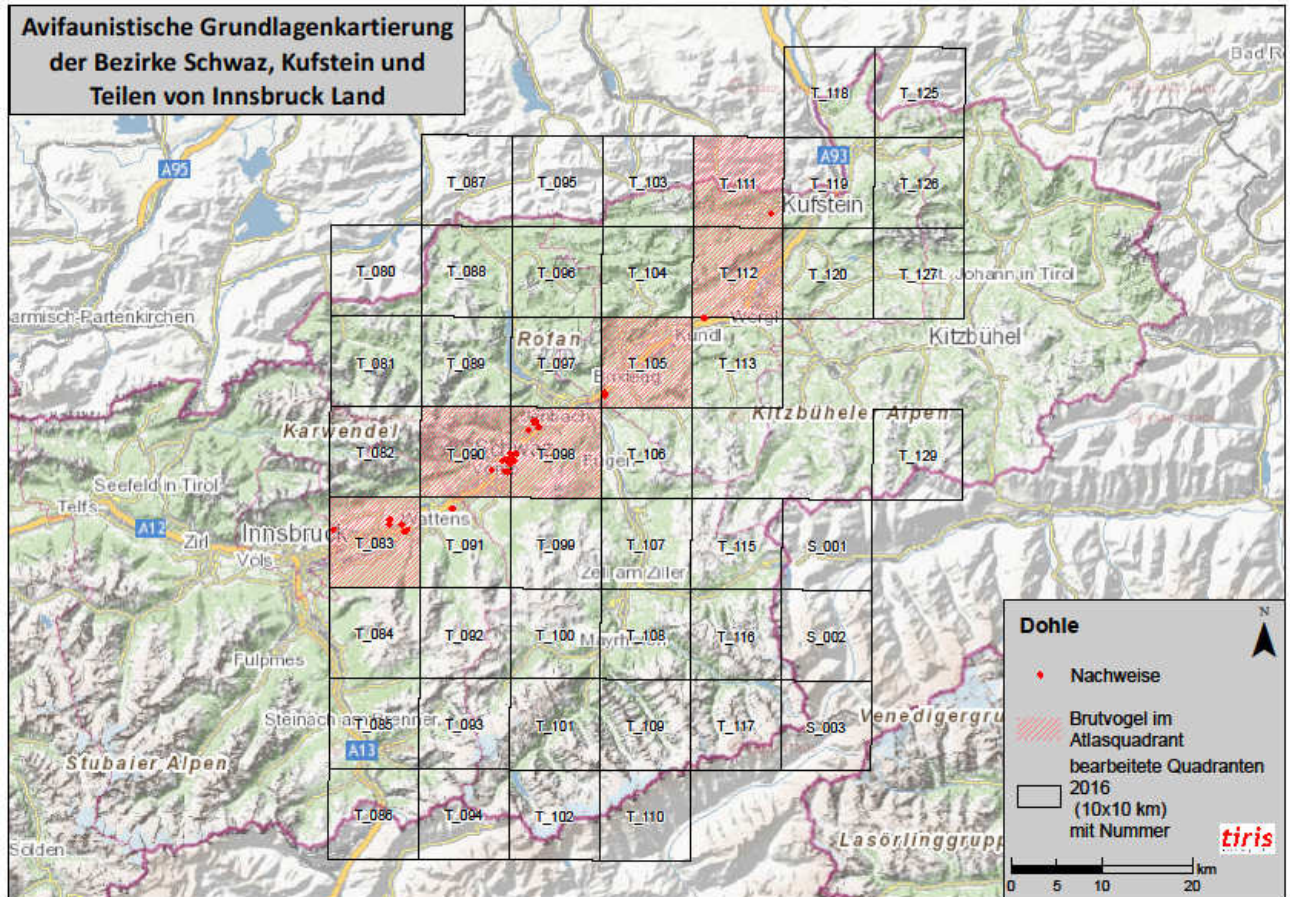 Avifaunistische Grundlagenkartierung
der Bezirke Schwaz, Kufstein und
Teilen von Innsbruck Land
Bad R
T_118
T_125
A95
A93
T_087
T_095
T_103
T_111
T_119
T_126
Kufstein
T_080
T_088
T_096
T_104
T_112
T_120
T_127
t. Johann in Tirol
armisch-Partenkirchen
Wörgl
Kundl
Rofan
Kitzbühel
T_081
T_089
T_097
T_105
T_113
Kitzbüheler Alpen
Karwendel
T_082
T_090
T_098
T_106
T_129
Seefeld in Tirol
Telfs
A12
Zirl
Innsbruck
Wattens
Völs
T_083
T_091
T_099
T_107
T_115
S_001
Zell am Ziller
T_084
T_092
T_100
T_108
T_116
S_002
Fulpmes
Steinach am Brenner
T_085
T_093
T_101
T_109
T_117
S_003
Venedigergru
A13
Stubaier Alpen
T_086
T_094
T_102
T_110
Sölden
Lasörlinggrupp
Dohle
N
Nachweise
Brutvogel im
Atlasquadrant
bearbeitete Quadranten
2016
(10x10 km)
mit Nummer
tiris
km
0 5 10 20